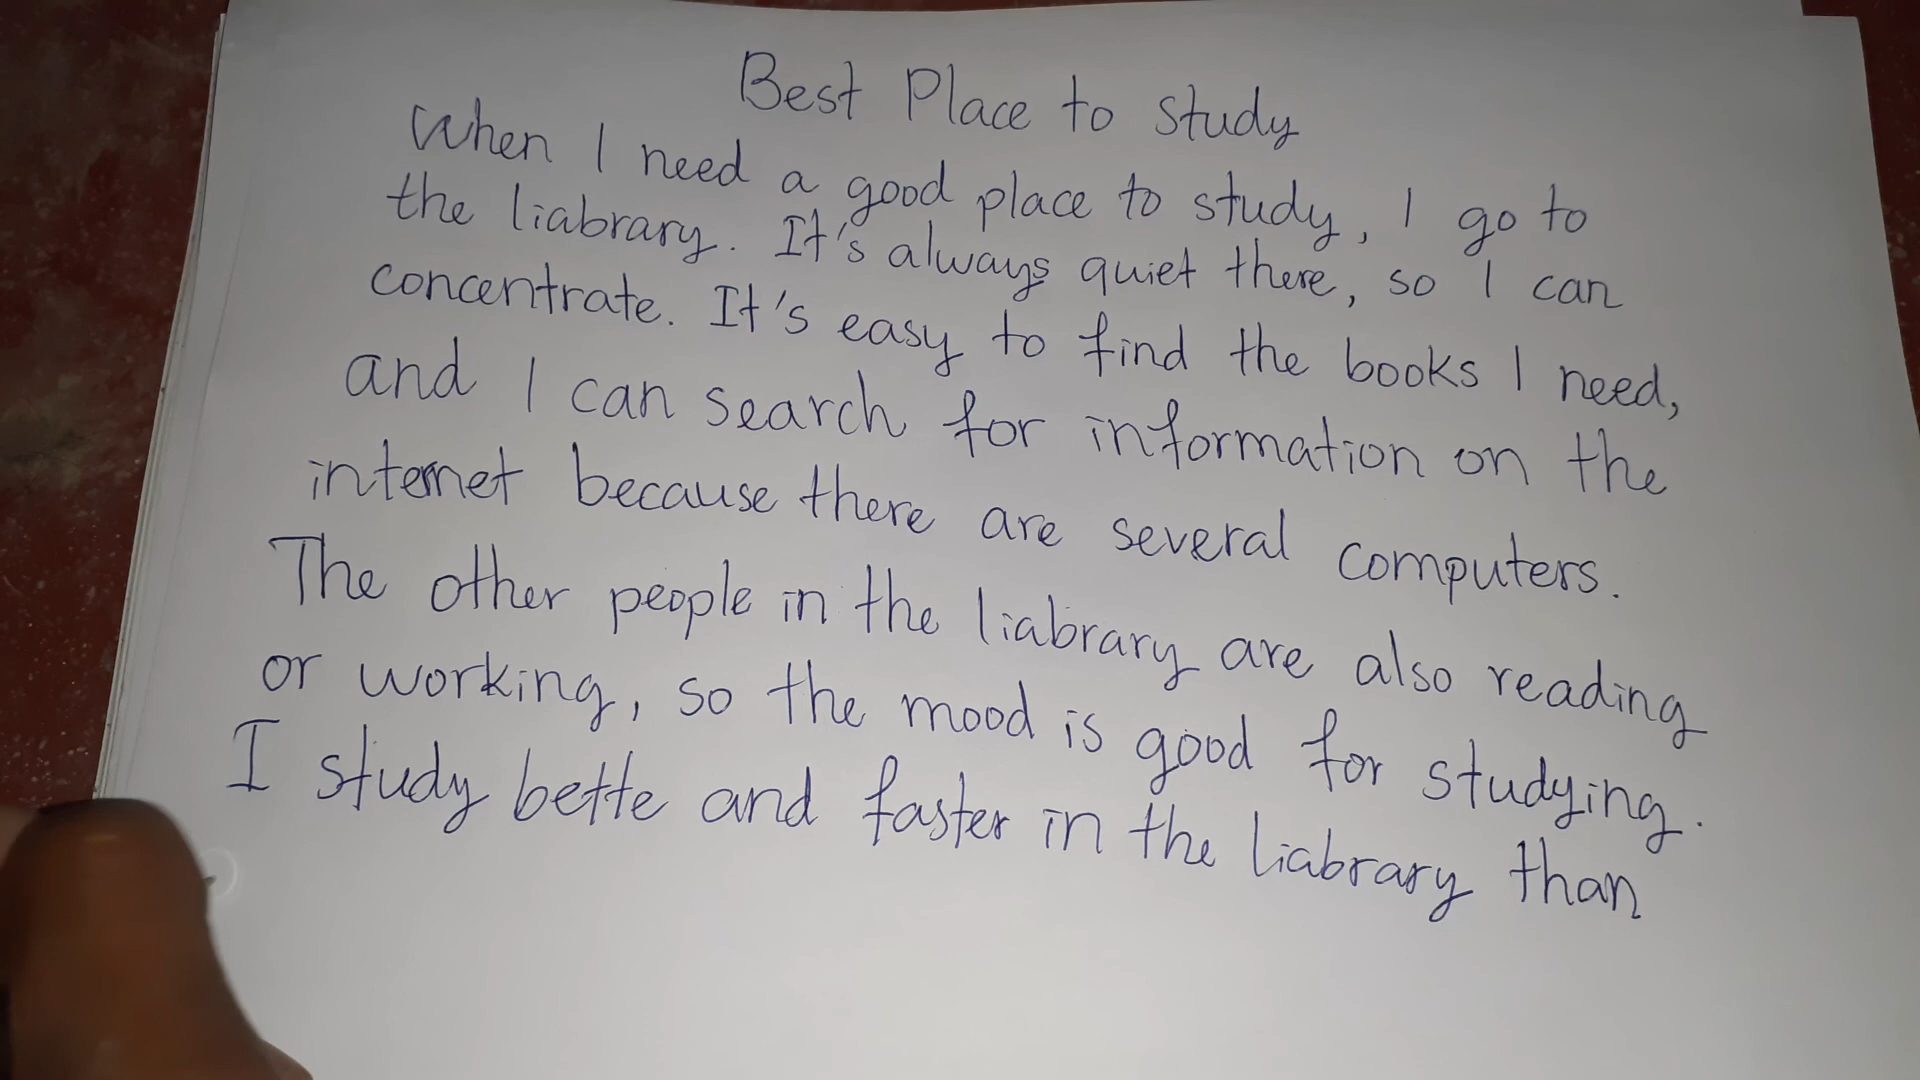 Best Place to study
When I need a good place to study, I go to
the liabrary. It's always quiet there, so I can
concentrate. It's easy to find the books I need,
and I can search for information on the
internet because there are several computers.
The other people in the liabrary are also reading
or working, so the mood is good for studying.
I study bette and faster in the liabrary than